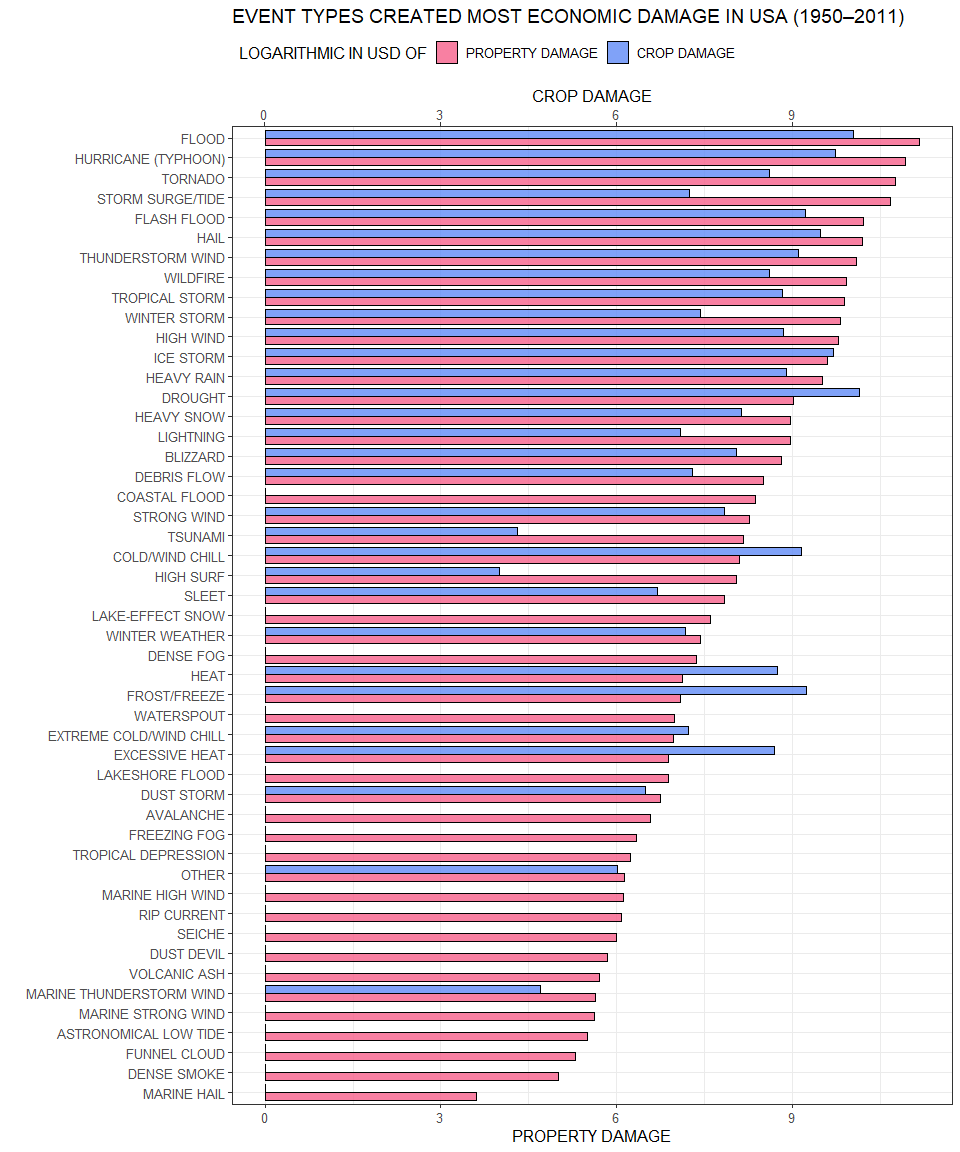 EVENT TYPES CREATED MOST ECONOMIC DAMAGE IN USA (1950–2011)
LOGARITHMIC IN USD OF PROPERTY DAMAGE CROP DAMAGE
CROP DAMAGE
0 3 6 9
FLOOD
HURRICANE (TYPHOON)
TORNADO
STORM SURGE/TIDE
FLASH FLOOD
HAIL
THUNDERSTORM WIND
WILDFIRE
TROPICAL STORM
WINTER STORM
HIGH WIND
ICE STORM
HEAVY RAIN
DROUGHT
HEAVY SNOW
LIGHTNING
BLIZZARD
DEBRIS FLOW
COASTAL FLOOD
STRONG WIND
TSUNAMI
COLD/WIND CHILL
HIGH SURF
SLEET
LAKE-EFFECT SNOW
WINTER WEATHER
DENSE FOG
HEAT
FROST/FREEZE
WATERSPOUT
EXTREME COLD/WIND CHILL
EXCESSIVE HEAT
LAKESHORE FLOOD
DUST STORM
AVALANCHE
FREEZING FOG
TROPICAL DEPRESSION
OTHER
MARINE HIGH WIND
RIP CURRENT
SEICHE
DUST DEVIL
VOLCANIC ASH
MARINE THUNDERSTORM WIND
MARINE STRONG WIND
ASTRONOMICAL LOW TIDE
FUNNEL CLOUD
DENSE SMOKE
MARINE HAIL
0 3 6 9
PROPERTY DAMAGE